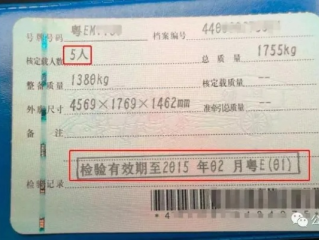 号牌号码 粤EM 档案编号 440
核定载人数 5人 总质量 1755kg
整备质量 1380kg 核定载质量 --
外廓尺寸 4569×1769×1462mm 准牵引总质量 --
备注
检验有效期至2015年02月粤E(01)
检验记录